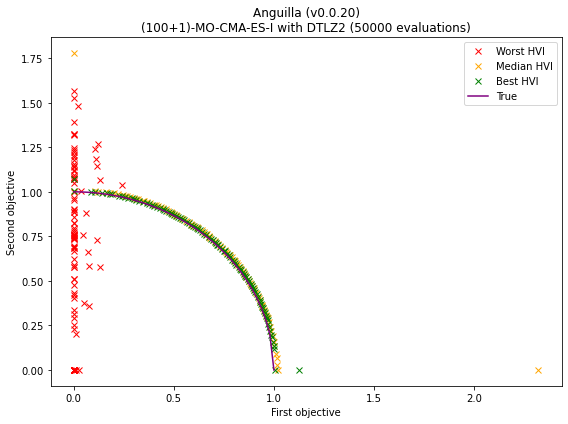 Anguilla (v0.0.20)
(100+1)-MO-CMA-ES-I with DTLZ2 (50000 evaluations)
Worst HVI
Median HVI
Best HVI
True
Second objective
1.75
1.50
1.25
1.00
0.75
0.50
0.25
0.00
0.0
0.5
1.0
1.5
2.0
First objective